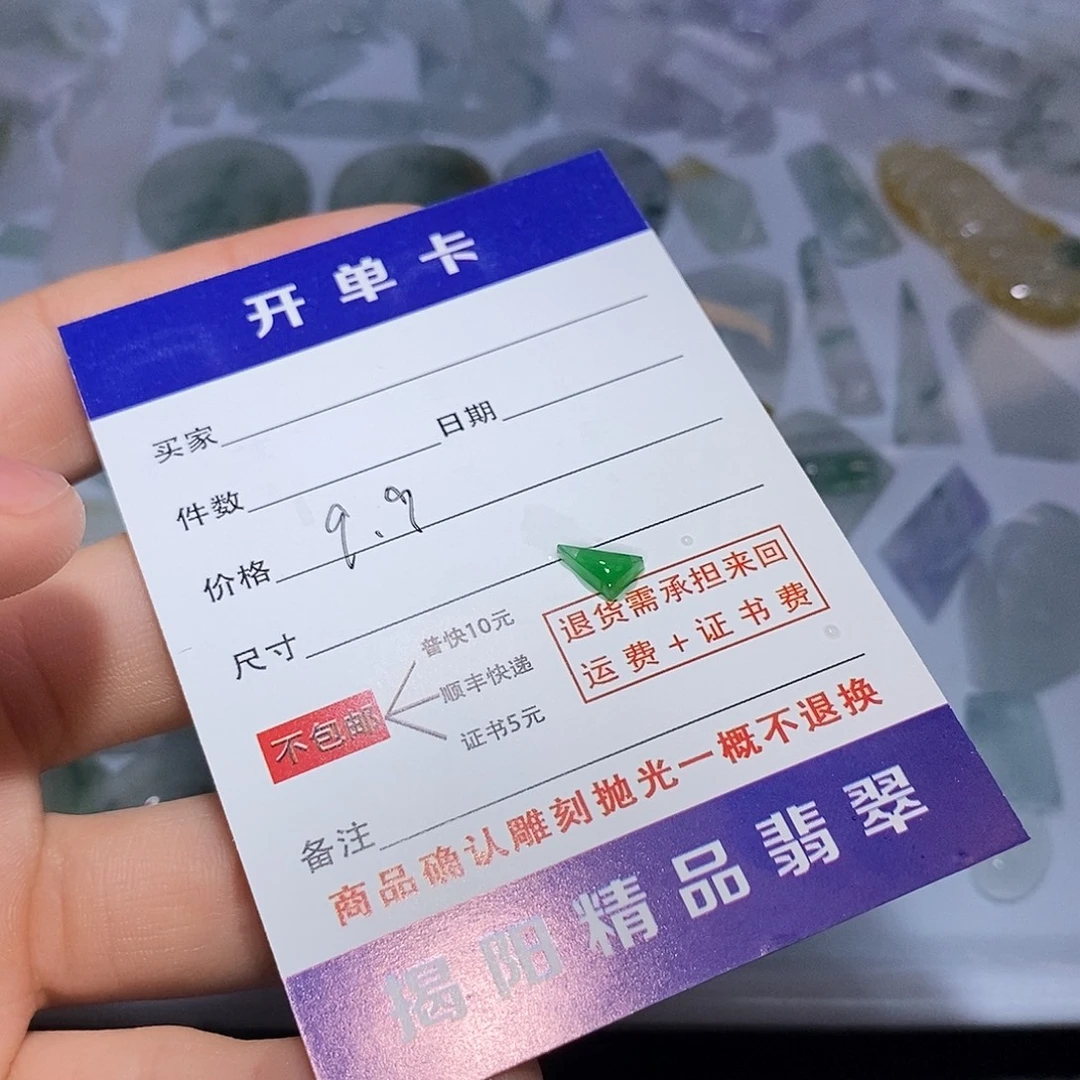 开单卡
买家
件数 日期
价格 9.9
尺寸
普快10元
不包邮 顺丰快递
证书5元
退货需承担来回
运费+证书费
备注
商品确认雕刻抛光一概不退换
揭阳精品翡翠